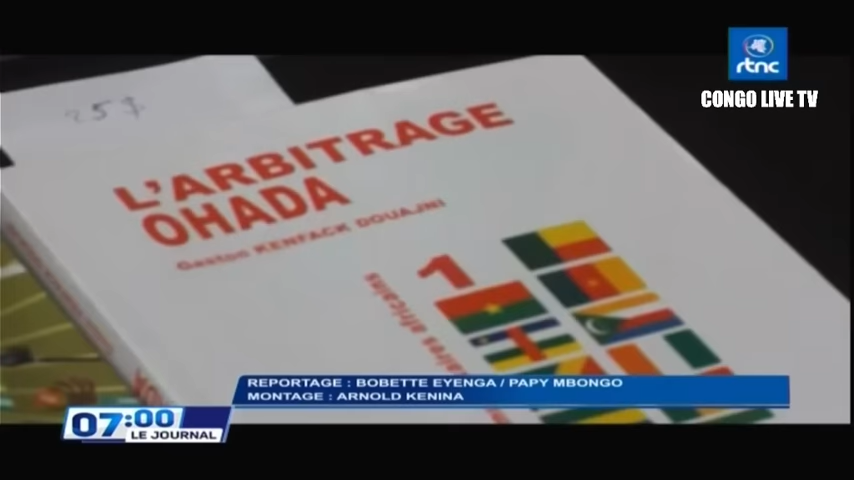 rtnc
CONGO LIVE TV
25$
L'ARBITRAGE
OHADA
Gaston KENFACK DOUAJNI
1
africains
REPORTAGE : BOBETTE EYENGA / PAPY MBONGO
MONTAGE : ARNOLD KENINA
07:00
LE JOURNAL